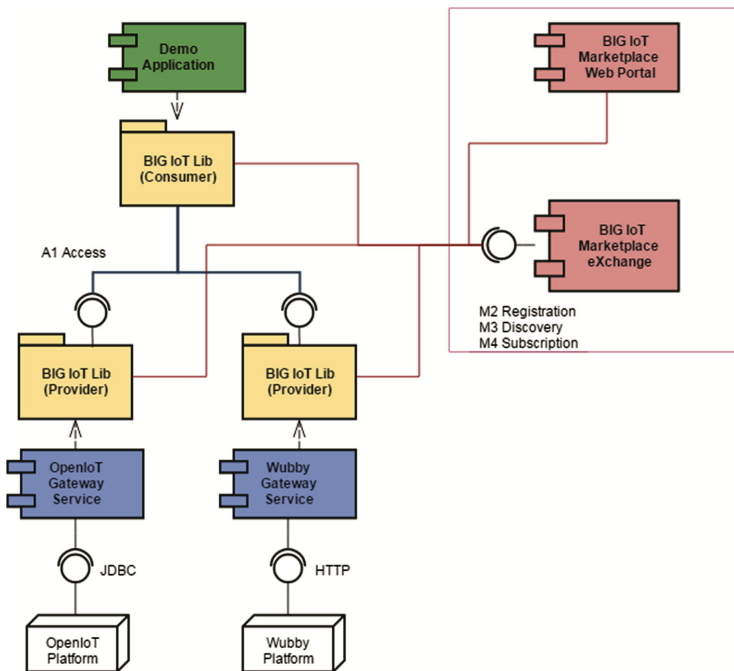 Demo
Application
BIG IoT
Marketplace
Web Portal
BIG IoT Lib
(Consumer)
A1 Access
BIG IoT
Marketplace
eXchange
M2 Registration
M3 Discovery
M4 Subscription
BIG IoT Lib
(Provider)
BIG IoT Lib
(Provider)
OpenIoT
Gateway
Service
Wubby
Gateway
Service
JDBC
HTTP
OpenIoT
Platform
Wubby
Platform